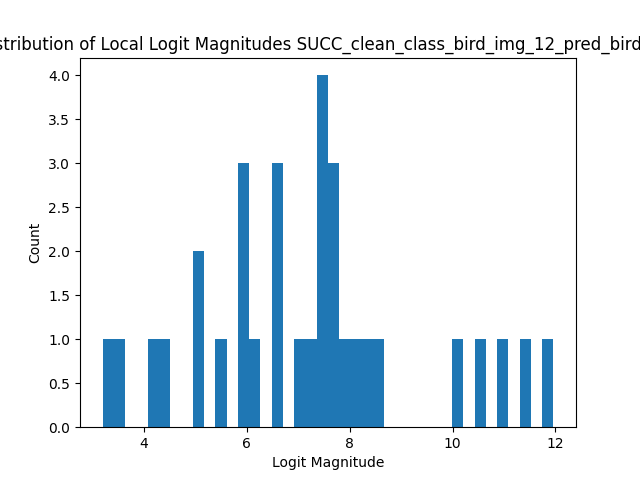 stribution of Local Logit Magnitudes SUCC_clean_class_bird_img_12_pred_bird
4.0
3.5
3.0
2.5
2.0
1.5
1.0
0.5
0.0
Count
4 6 8 10 12
Logit Magnitude